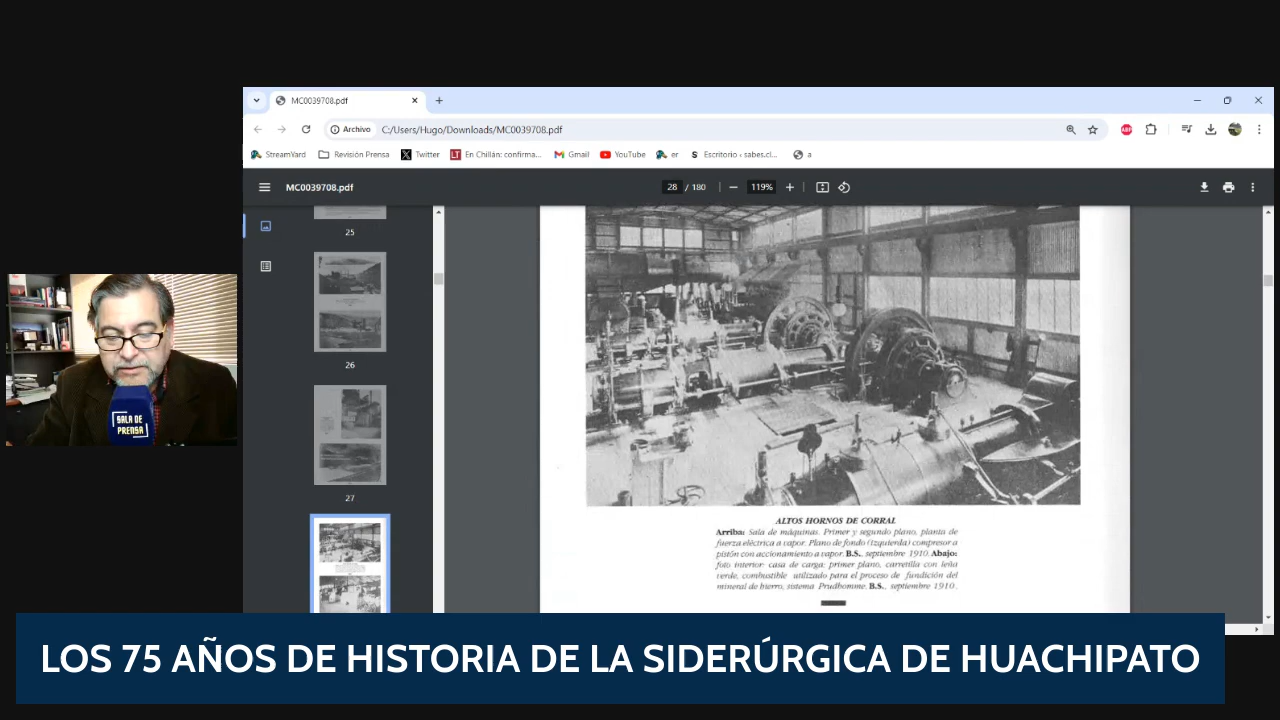 MC0039708.pdf
Archivo
C:/Users/Hugo/Downloads/MC0039708.pdf
ABP
StreamYard
Revisión Prensa
Twitter
LT
En Chillán: confirma...
Gmail
YouTube
er
S
Escritorio ‹ sabes.cl...
a
MC0039708.pdf
28 / 180
119%
25
26
27
SALA DE
PRENSA
ALTOS HORNOS DE CORRAL
Arriba: Sala de máquinas. Primer y segundo plano, planta de
fuerza eléctrica a vapor. Plano de fondo (Izquierda) compresor a
pistón con accionamiento a vapor. B.S., septiembre 1910. Abajo:
foto interior: casa de carga: primer plano, carretilla con leña
verde, combustible utilizado para el proceso de fundición del
mineral de hierro, sistema Prudhomme. B.S., septiembre 1910.
LOS 75 AÑOS DE HISTORIA DE LA SIDERÚRGICA DE HUACHIPATO